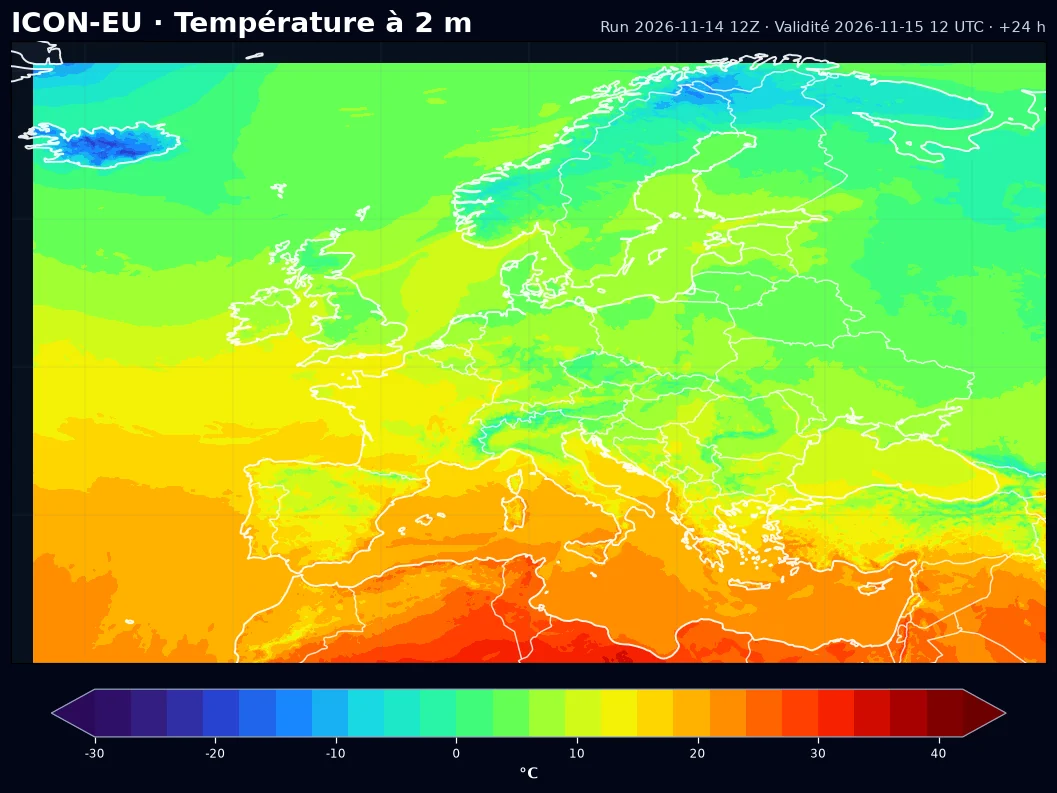 ICON-EU · Température à 2 m
Run 2026-11-14 12Z · Validité 2026-11-15 12 UTC · +24 h
-30 -20 -10 0 10 20 30 40
°C